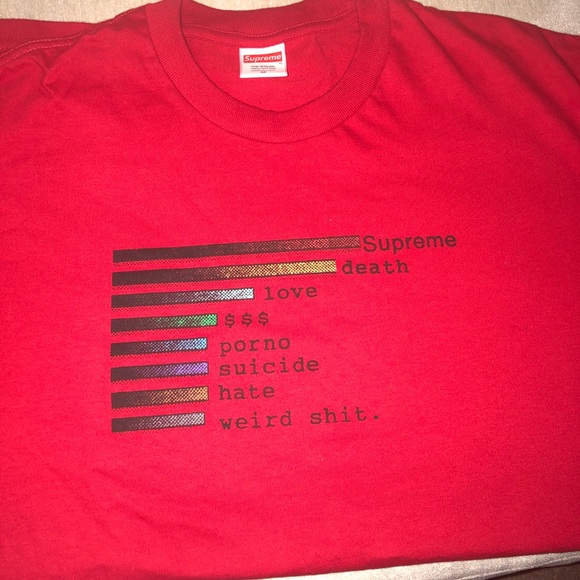 Supreme
Supreme
death
love
$$$
porno
suicide
hate
weird shit.